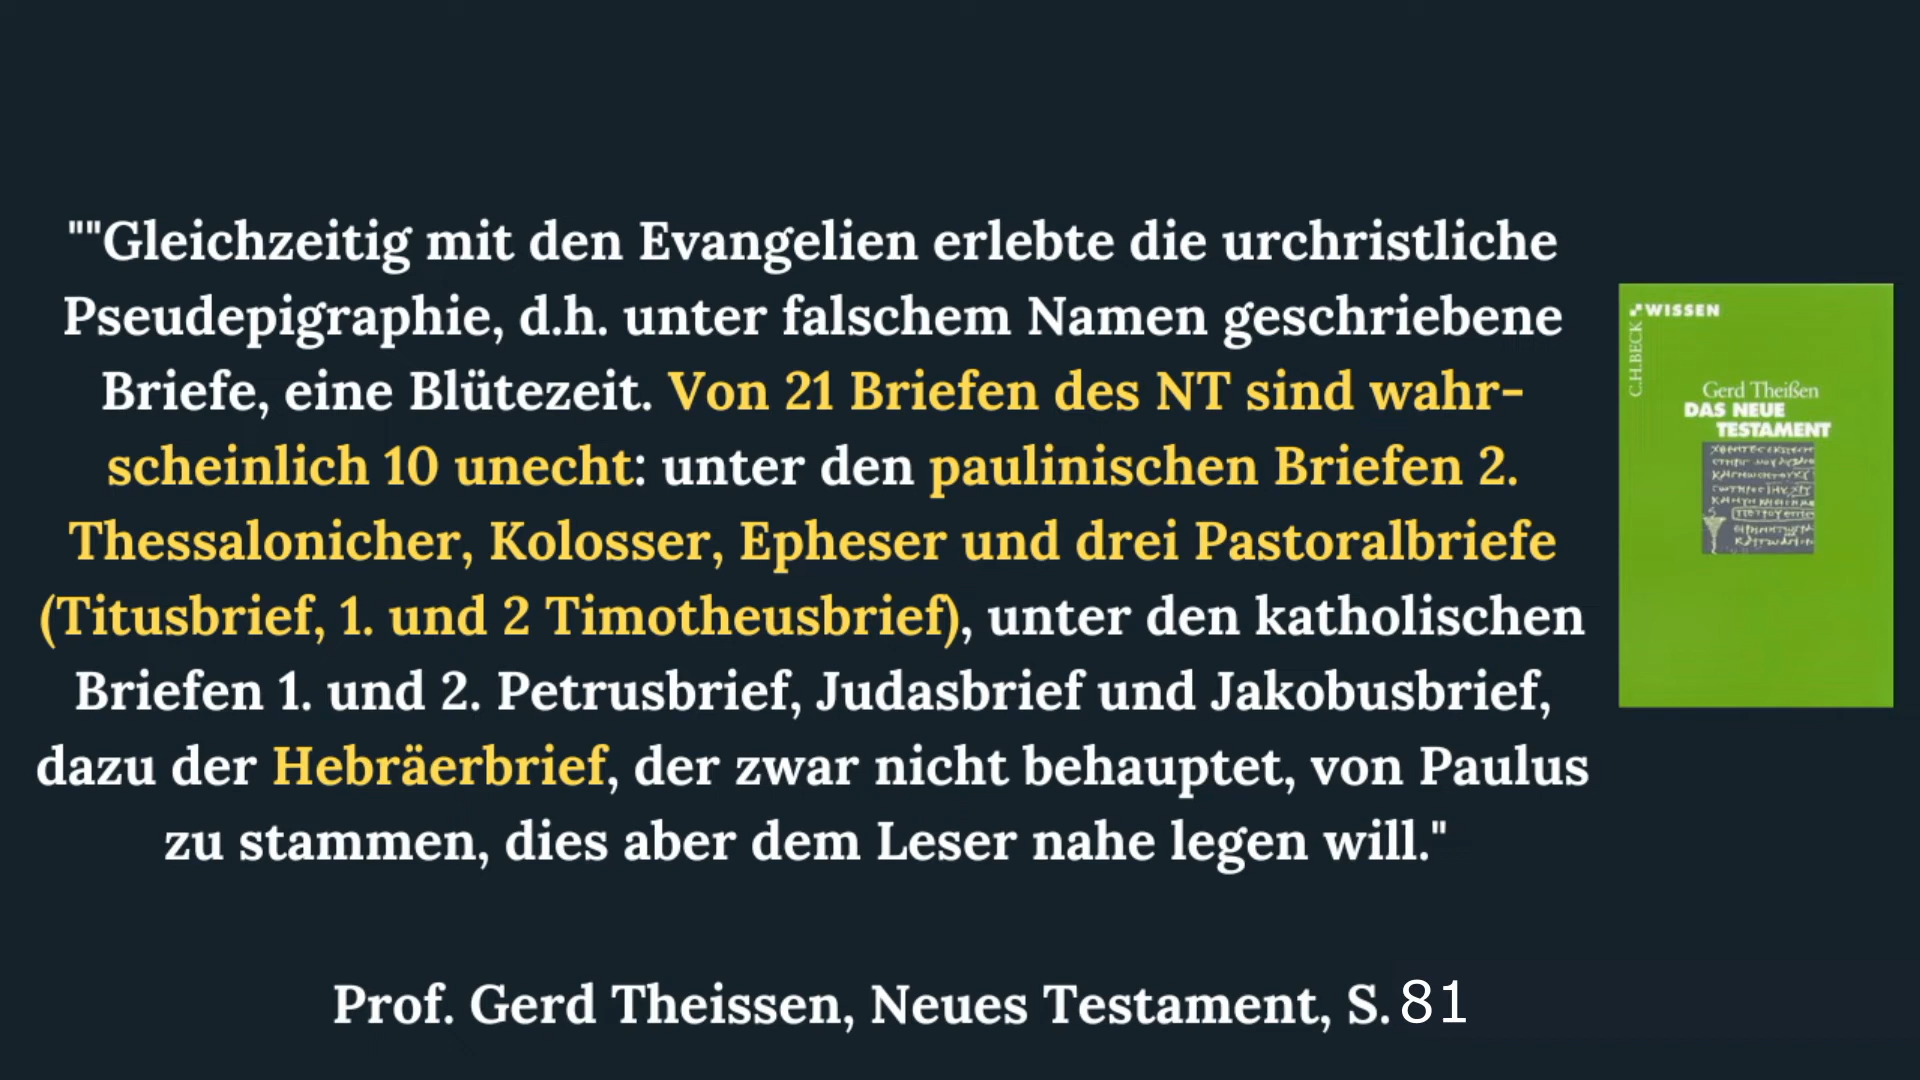 ""Gleichzeitig mit den Evangelien erlebte die urchristliche
Pseudepigraphie, d.h. unter falschem Namen geschriebene
Briefe, eine Blütezeit. Von 21 Briefen des NT sind wahr-
scheinlich 10 unecht: unter den paulinischen Briefen 2.
Thessalonicher, Kolosser, Epheser und drei Pastoralbriefe
(Titusbrief, 1. und 2 Timotheusbrief), unter den katholischen
Briefen 1. und 2. Petrusbrief, Judasbrief und Jakobusbrief,
dazu der Hebräerbrief, der zwar nicht behauptet, von Paulus
zu stammen, dies aber dem Leser nahe legen will."
Prof. Gerd Theissen, Neues Testament, S. 81
WISSEN
C.H.BECK
Gerd Theißen
DAS NEUE
TESTAMENT